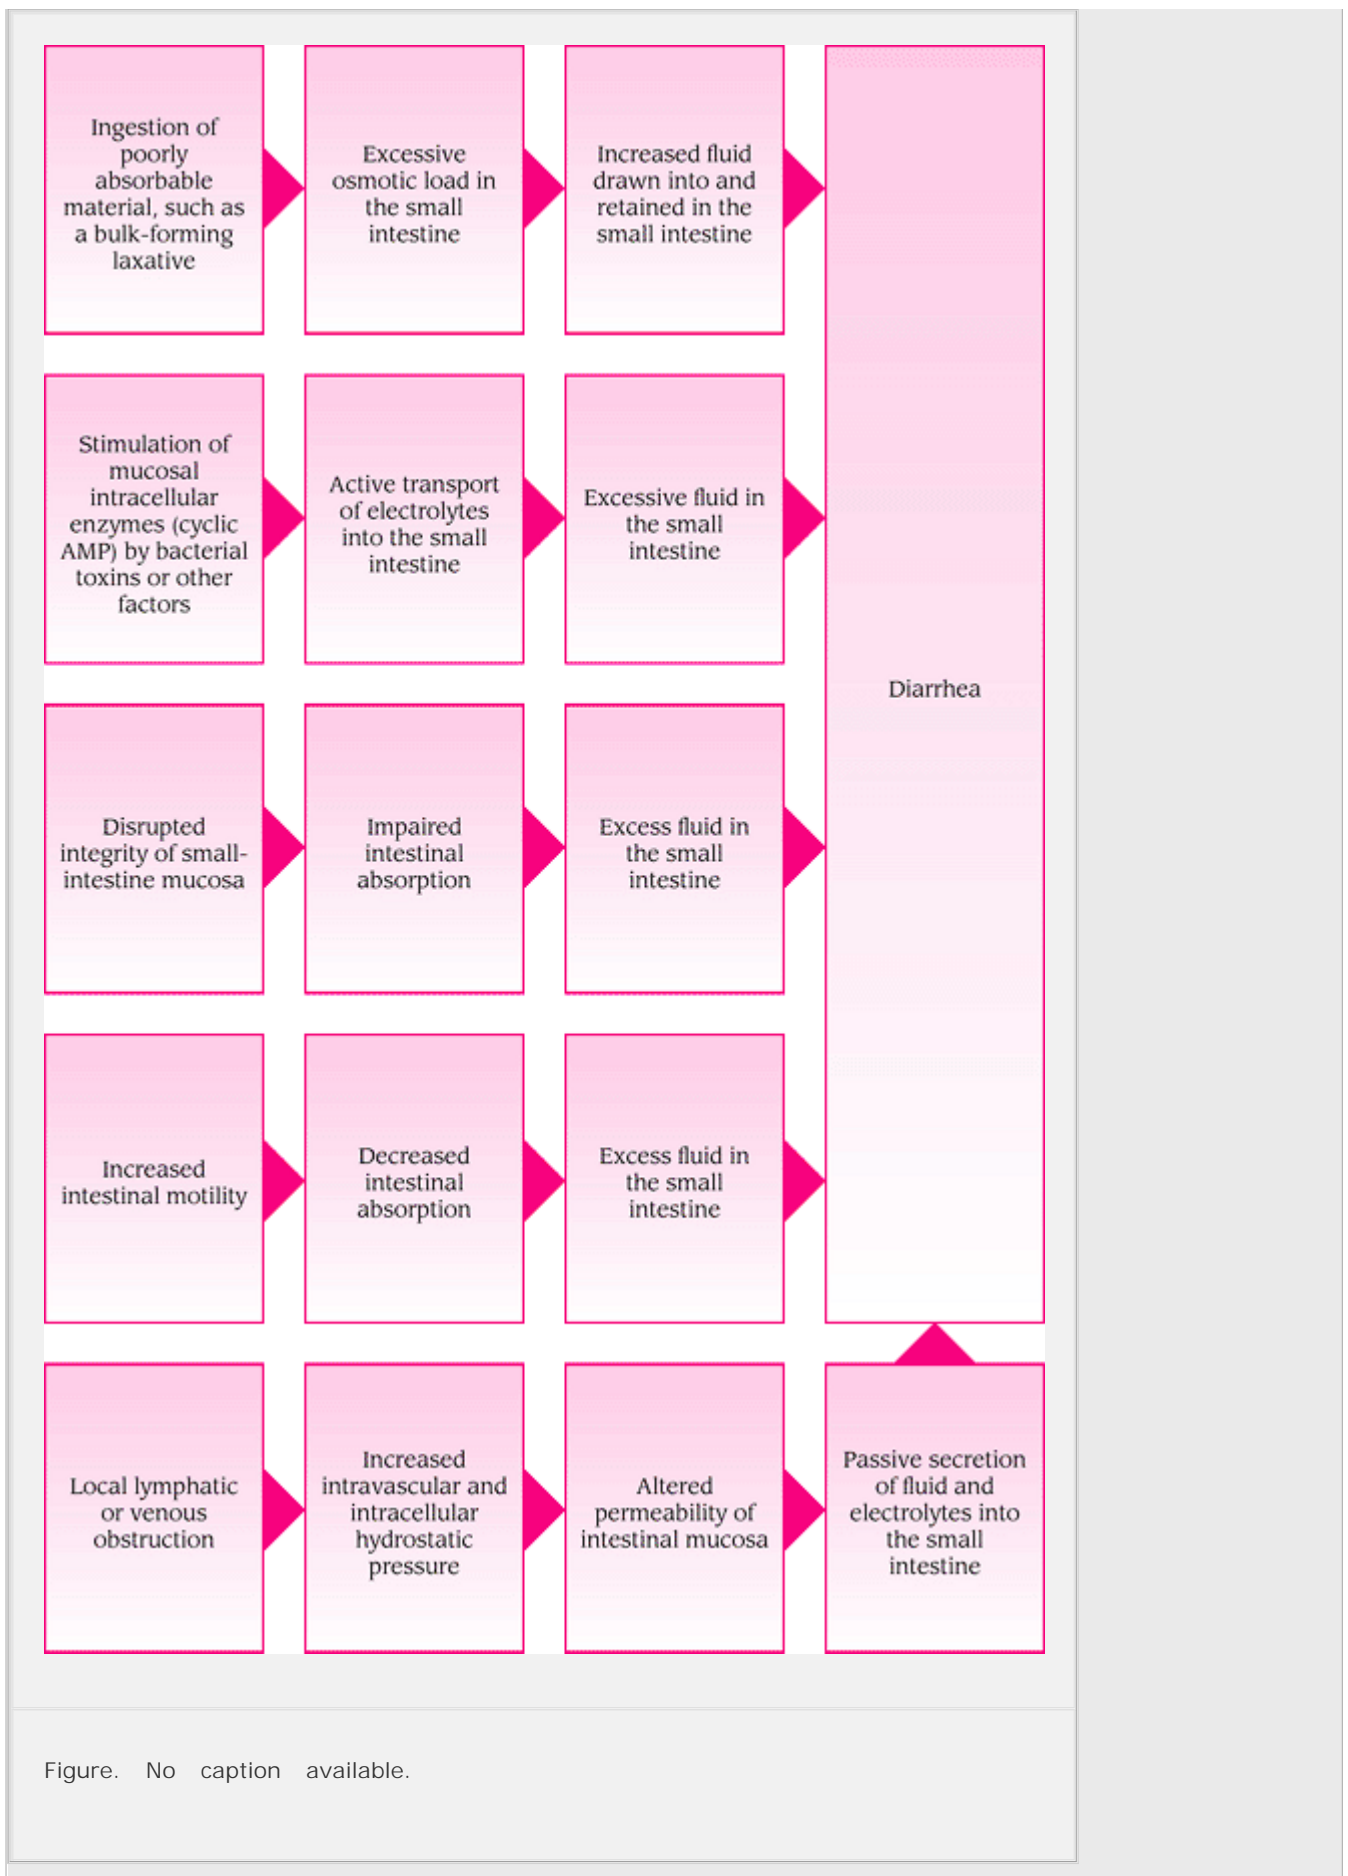 Ingestion of
poorly
absorbable
material, such as
a bulk-forming
laxative
Excessive
osmotic load in
the small
intestine
Increased fluid
drawn into and
retained in the
small intestine
Stimulation of
mucosal
intracellular
enzymes (cyclic
AMP) by bacterial
toxins or other
factors
Active transport
of electrolytes
into the small
intestine
Excessive fluid in
the small
intestine
Diarrhea
Disrupted
integrity of small-
intestine mucosa
Impaired
intestinal
absorption
Excess fluid in
the small
intestine
Increased
intestinal motility
Decreased
intestinal
absorption
Excess fluid in
the small
intestine
Local lymphatic
or venous
obstruction
Increased
intravascular and
intracellular
hydrostatic
pressure
Altered
permeability of
intestinal mucosa
Passive secretion
of fluid and
electrolytes into
the small
intestine
Figure. No caption available.